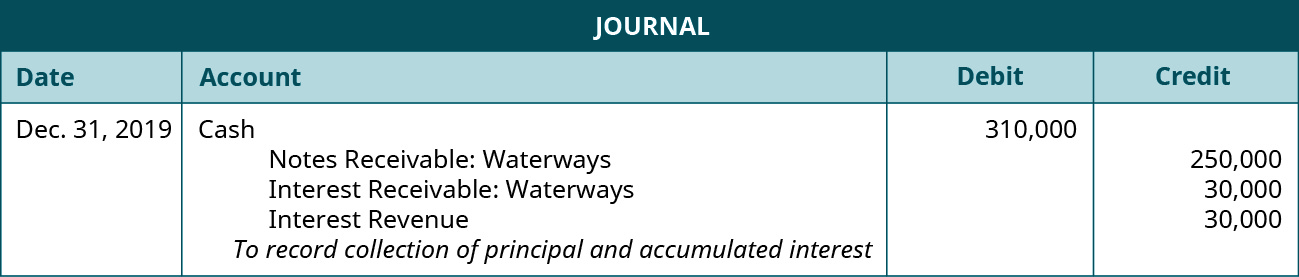 JOURNAL
Date Account Debit Credit
Dec. 31, 2019 Cash 310,000
Notes Receivable: Waterways 250,000
Interest Receivable: Waterways 30,000
Interest Revenue 30,000
To record collection of principal and accumulated interest